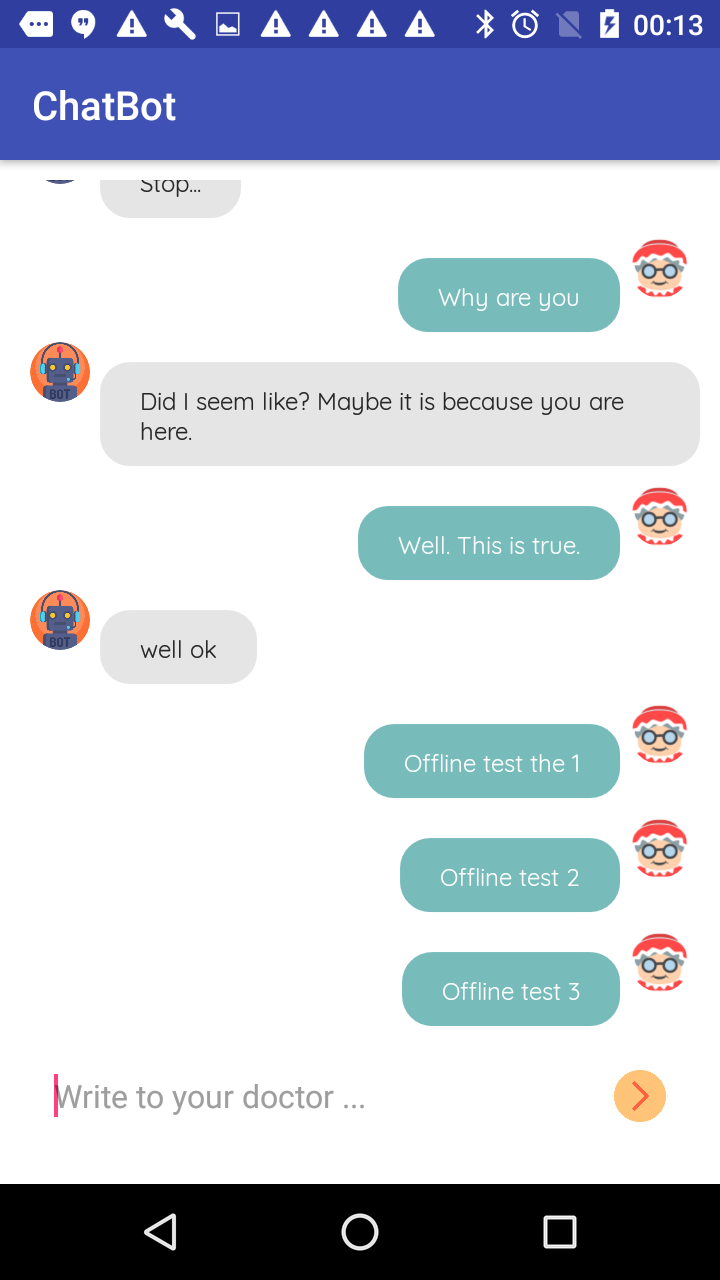 00:13
ChatBot
Stop...
Why are you
Did I seem like? Maybe it is because you are
here.
BOT
Well. This is true.
well ok
BOT
Offline test the 1
Offline test 2
Offline test 3
Write to your doctor ...